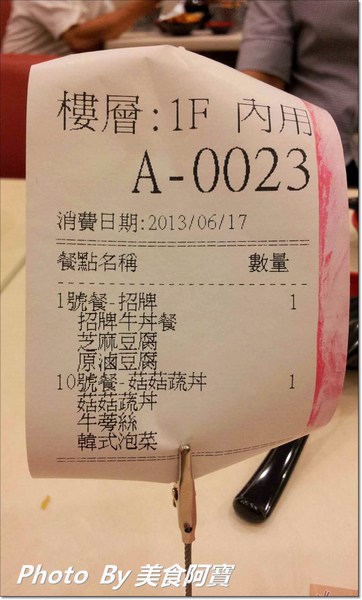 樓層:1F 內用
A-0023
消費日期:2013/06/17
餐點名稱 數量
1號餐-招牌 1
招牌牛丼餐
芝麻豆腐
原滷豆腐
10號餐-菇菇蔬丼 1
菇菇蔬丼
牛蒡絲
韓式泡菜
Photo By 美食阿寶